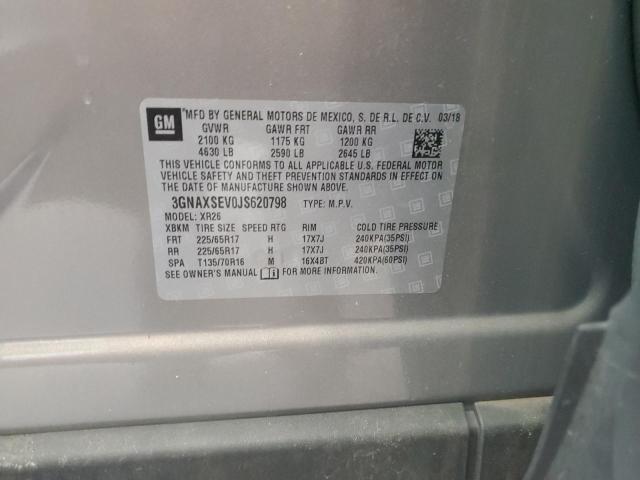 GM
MFD BY GENERAL MOTORS DE MEXICO, S. DE R.L. DE C.V. 03/18
GVWR GAWR FRT GAWR RR
2100 KG 1175 KG 1200 KG
4630 LB 2590 LB 2645 LB
THIS VEHICLE CONFORMS TO ALL APPLICABLE U.S. FEDERAL MOTOR
VEHICLE SAFETY AND THEFT PREVENTION STANDARDS IN EFFECT ON
THE DATE OF MANUFACTURE SHOWN ABOVE.
3GNAXSEV0JS620798 TYPE: M.P.V.
MODEL: XR26
XBKM TIRE SIZE SPEED RTG RIM COLD TIRE PRESSURE
FRT 225/65R17 H 17X7J 240KPA(35PSI)
RR 225/65R17 H 17X7J 240KPA(35PSI)
SPA T135/70R16 M 16X4BT 420KPA(60PSI)
SEE OWNER'S MANUAL FOR MORE INFORMATION.